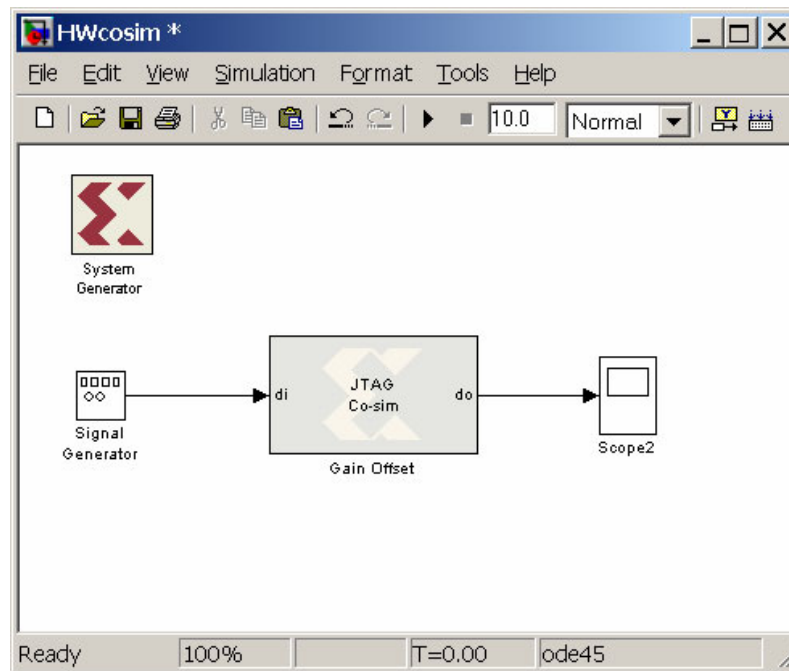 HWcosim *
File Edit View Simulation Format Tools Help
10.0 Normal
System
Generator
Signal
Generator
di
JTAG
Co-sim
do
Gain Offset
Scope2
Ready 100% T=0.00 ode45